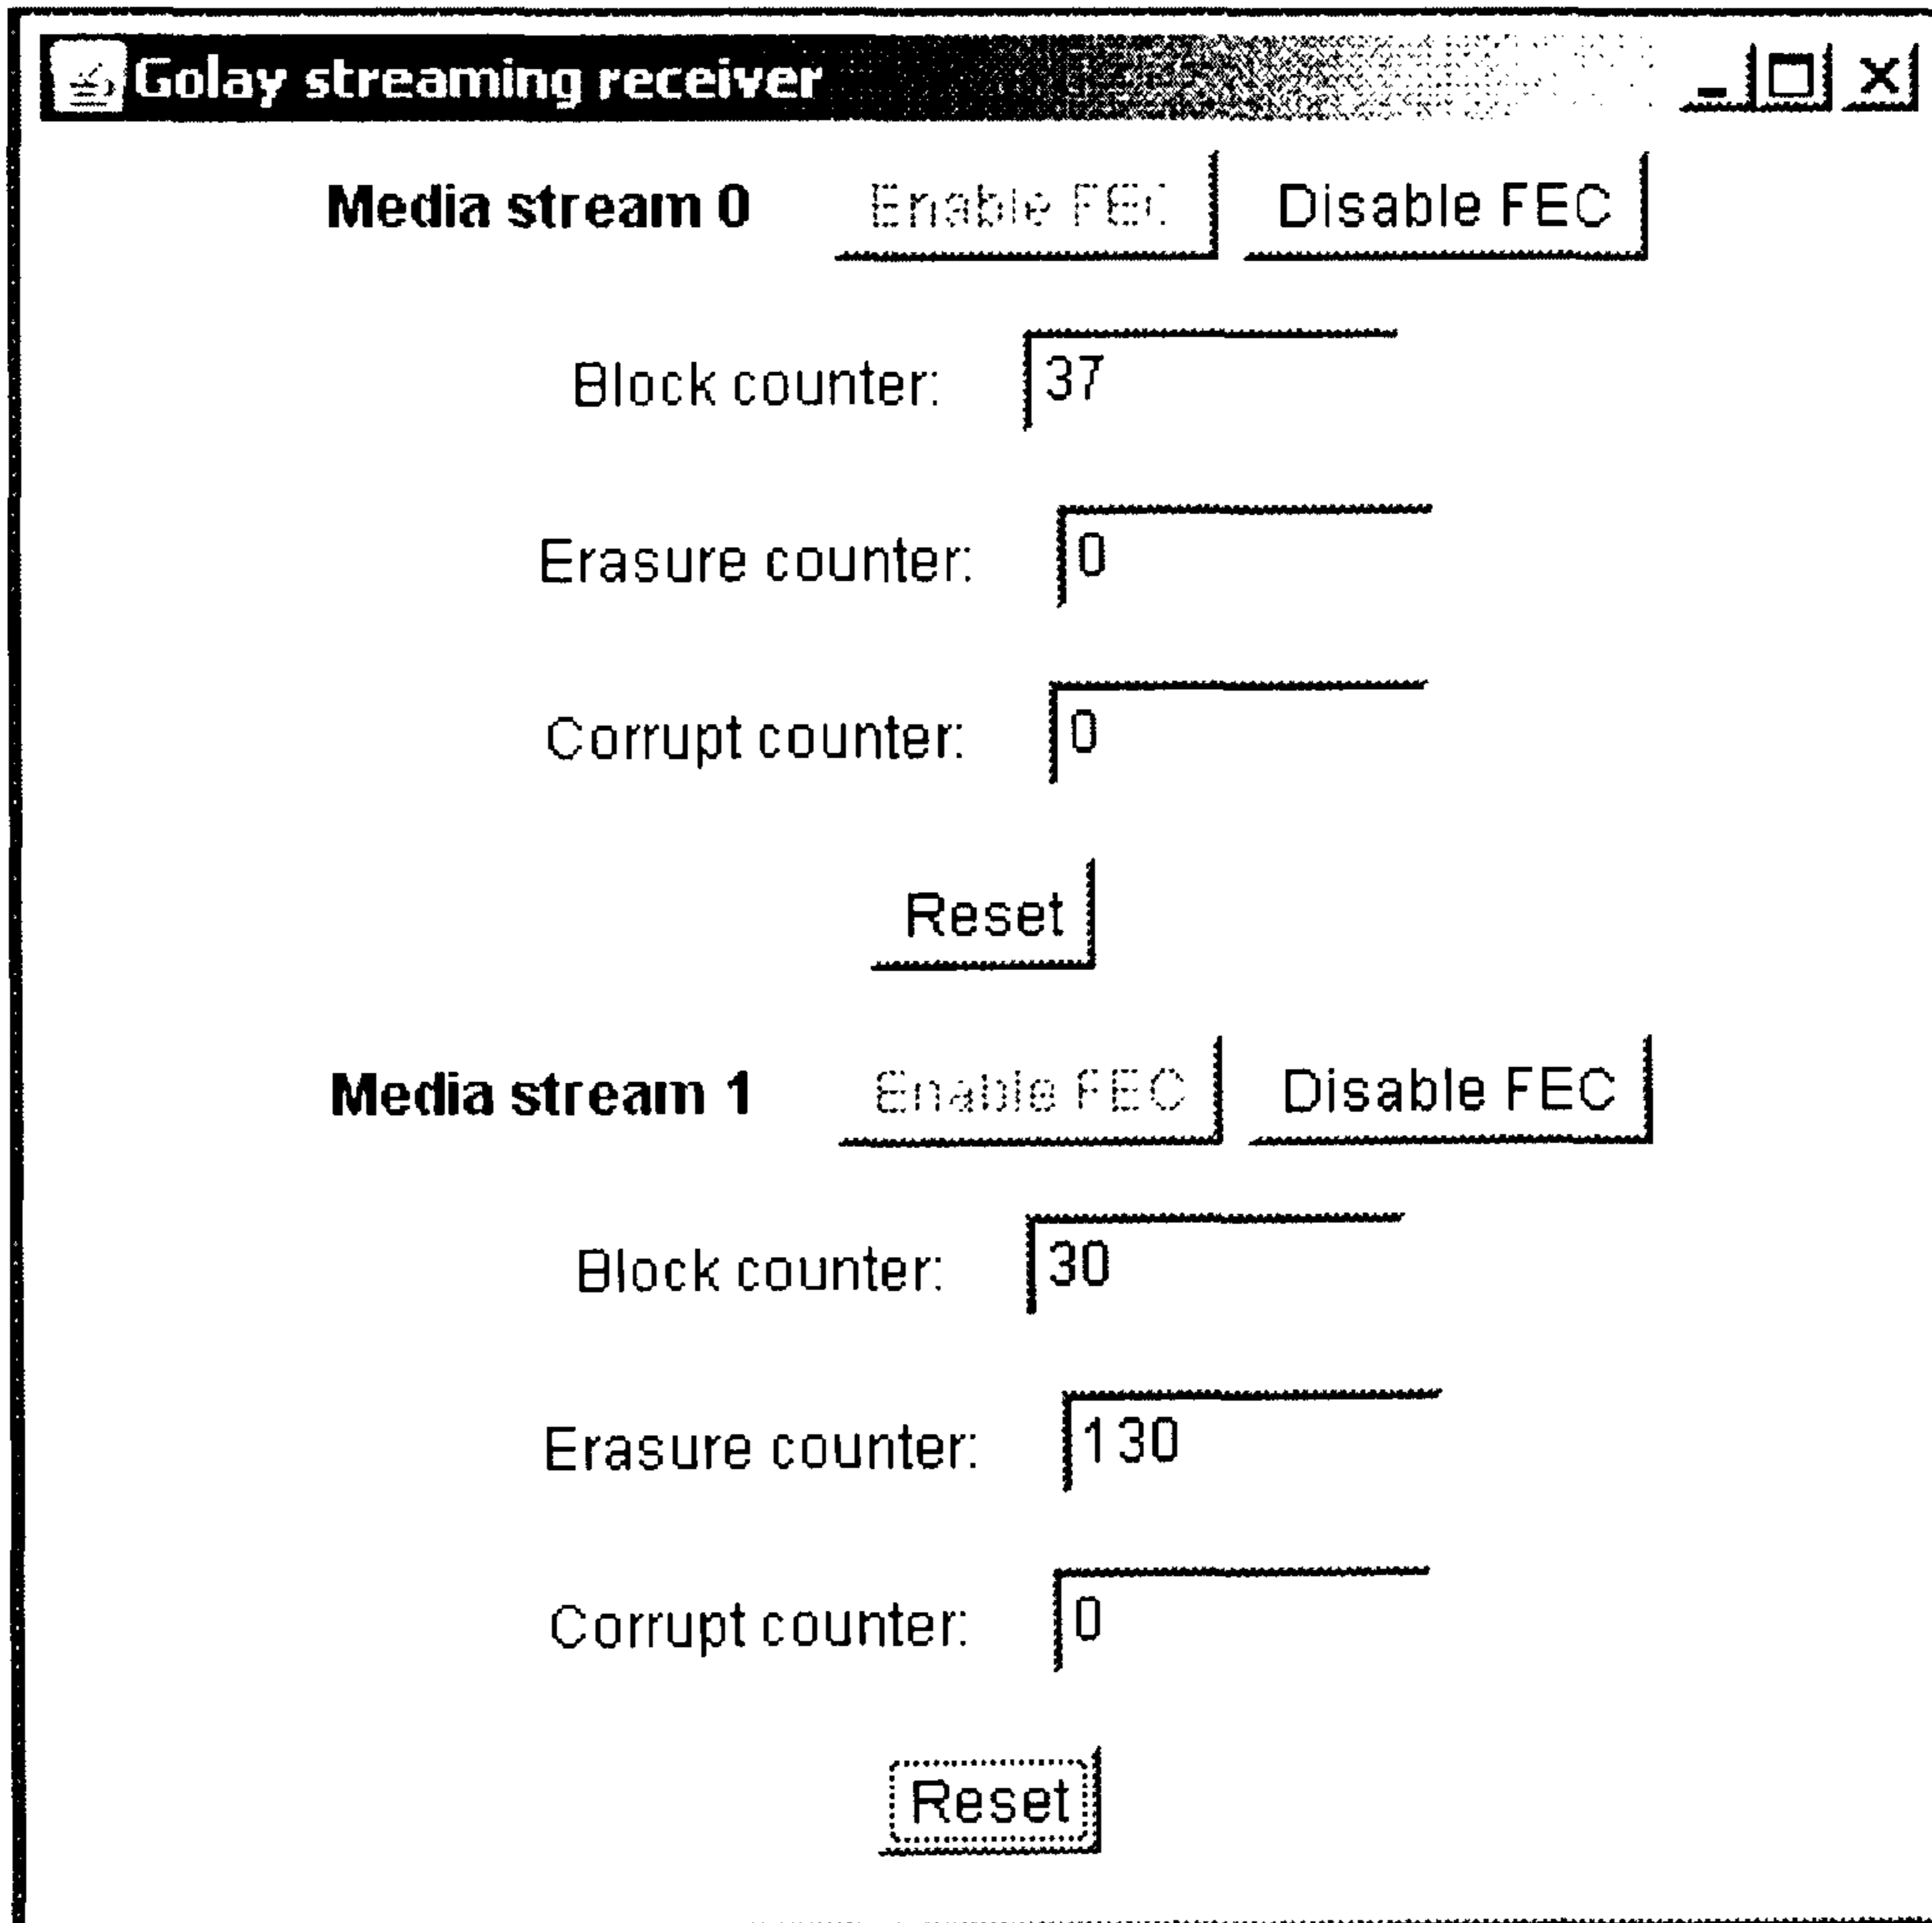 Golay streaming receiver
Media stream 0 Enable FEC Disable FEC
Block counter: 37
Erasure counter: 0
Corrupt counter: 0
Reset
Media stream 1 Enable FEC Disable FEC
Block counter: 30
Erasure counter: 130
Corrupt counter: 0
Reset